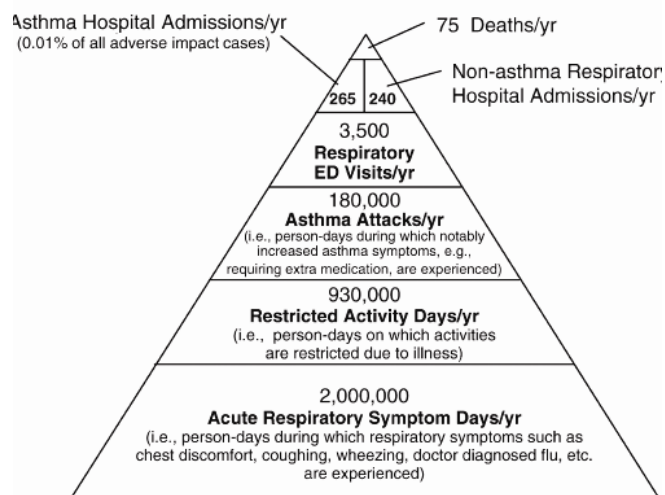 Asthma Hospital Admissions/yr
(0.01% of all adverse impact cases)
75 Deaths/yr
Non-asthma Respiratory
Hospital Admissions/yr
265 240
3,500
Respiratory
ED Visits/yr
180,000
Asthma Attacks/yr
(i.e., person-days during which notably
increased asthma symptoms, e.g.,
requiring extra medication, are experienced)
930,000
Restricted Activity Days/yr
(i.e., person-days on which activities
are restricted due to illness)
2,000,000
Acute Respiratory Symptom Days/yr
(i.e., person-days during which respiratory symptoms such as
chest discomfort, coughing, wheezing, doctor diagnosed flu, etc.
are experienced)